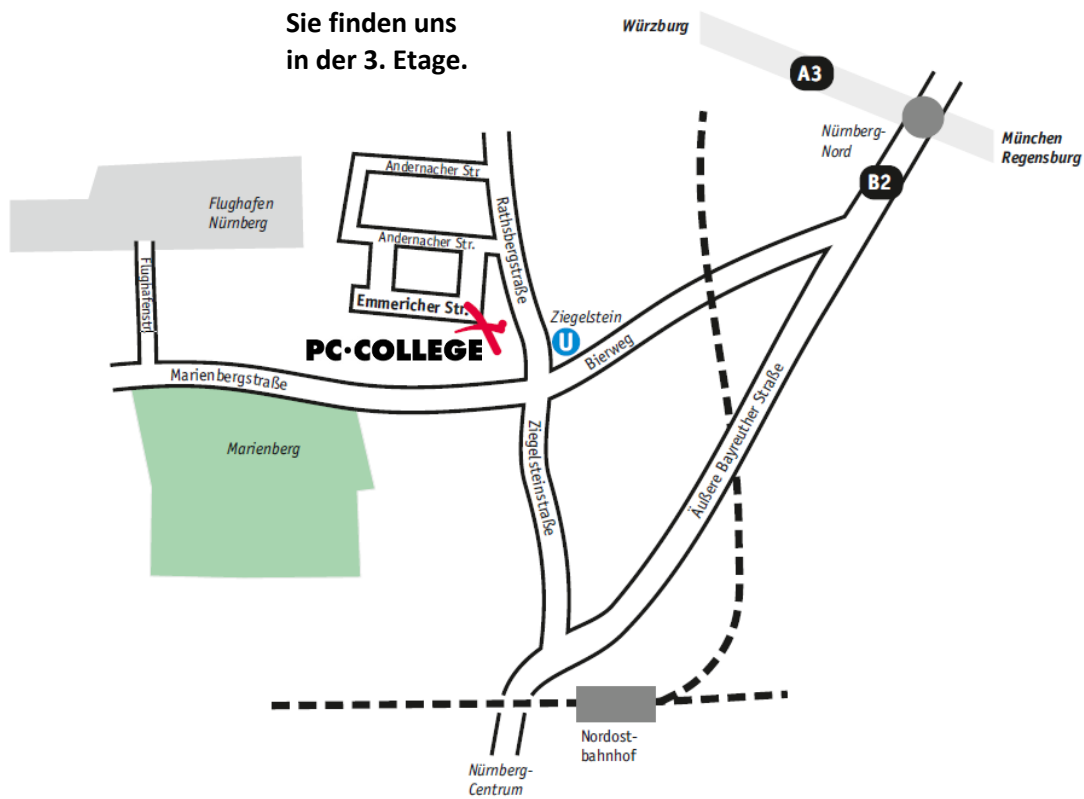 Sie finden uns
in der 3. Etage.
Würzburg
A3
Nürnberg-
Nord
München
Regensburg
B2
Andernacher Str
Flughafen
Nürnberg
Rathsbergstraße
Andernacher Str.
Flughafenstr.
Emmericher Str.
Ziegelstein
U
PC·COLLEGE
Bierweg
Marienbergstraße
Marienberg
Ziegelsteinstraße
Äußere Bayreuther Straße
Nordost-
bahnhof
Nürnberg-
Centrum